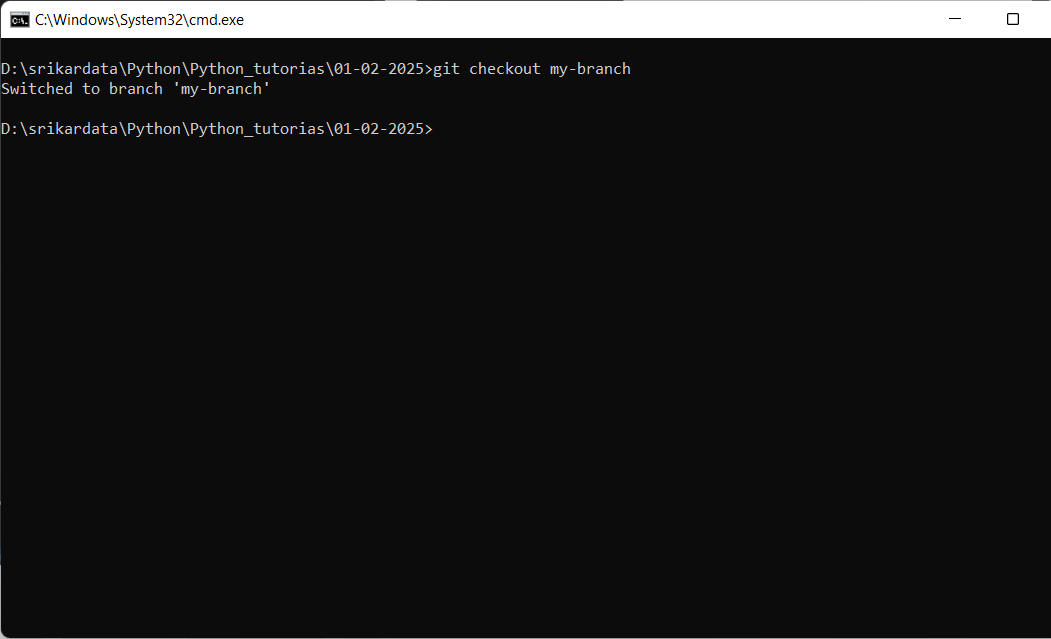 C:\Windows\System32\cmd.exe
D:\srikardata\Python\Python_tutorias\01-02-2025>git checkout my-branch
Switched to branch 'my-branch'
D:\srikardata\Python\Python_tutorias\01-02-2025>